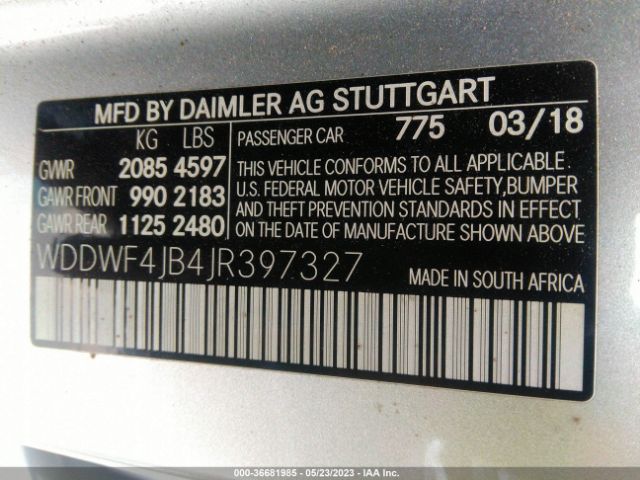 MFD BY DAIMLER AG STUTTGART
KG LBS
GVWR 2085 4597
GAWR FRONT 990 2183
GAWR REAR 1125 2480
PASSENGER CAR 775 03/18
THIS VEHICLE CONFORMS TO ALL APPLICABLE
U.S. FEDERAL MOTOR VEHICLE SAFETY,BUMPER
AND THEFT PREVENTION STANDARDS IN EFFECT
ON THE DATE OF MANUFACTURE SHOWN ABOVE.
WDDWF4JB4JR397327
MADE IN SOUTH AFRICA
000-36681985 - 05/23/2023 - IAA Inc.